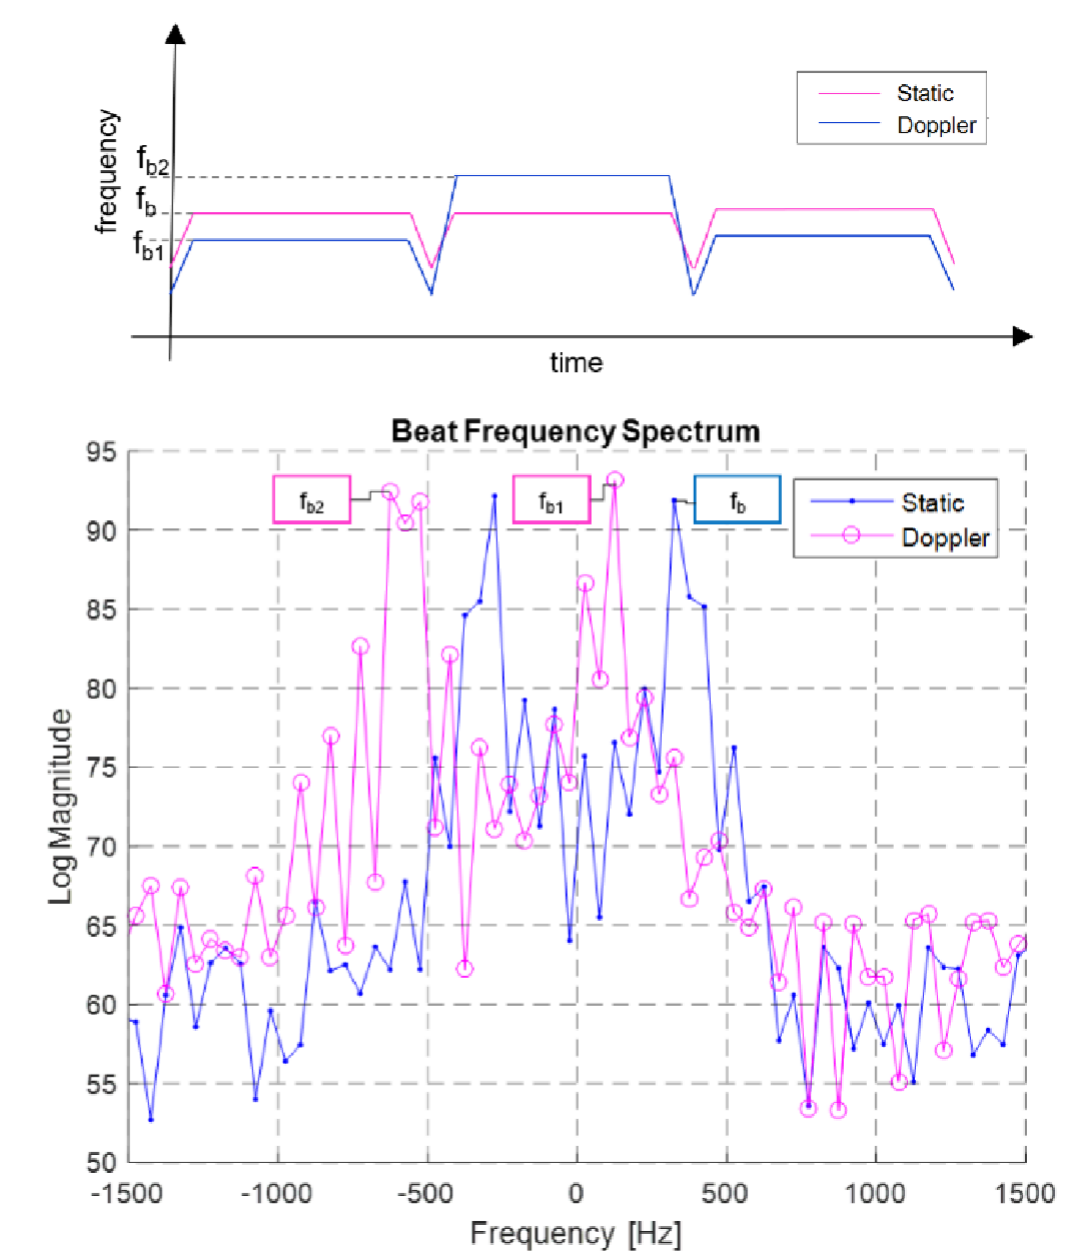 frequency
Static
Doppler
fb2
fb
fb1
time
Beat Frequency Spectrum
95
90
85
80
75
70
65
60
55
50
Log Magnitude
fb2
fb1
fb
Static
Doppler
-1500
-1000
-500
0
500
1000
1500
Frequency [Hz]